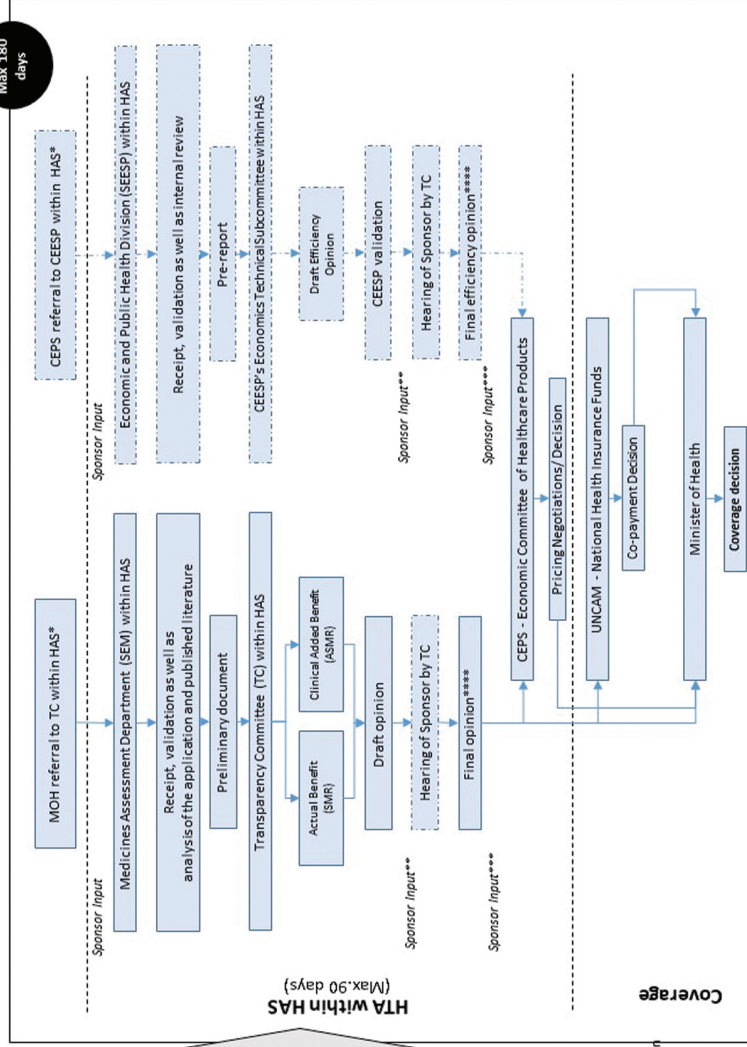 Max 180
days
MOH referral to TC within HAS*
CEPS referral to CEESP within HAS*
Sponsor Input
Sponsor Input
Medicines Assessment Department (SEM) within HAS
Economic and Public Health Division (SEESP) within HAS
Receipt, validation as well as
analysis of the application and published literature
Receipt, validation as well as internal review
Preliminary document
Pre-report
Transparency Committee (TC) within HAS
CEESP's Economics Technical Subcommittee within HAS
Actual Benefit
(SMR)
Clinical Added Benefit
(ASMR)
Draft Efficiency
Opinion
Draft opinion
CEESP validation
Sponsor Input**
Sponsor Input**
Hearing of Sponsor by TC
Hearing of Sponsor by TC
Final opinion****
Final efficiency opinion****
Sponsor Input***
Sponsor Input***
HTA within HAS
(Max.90 days)
CEPS - Economic Committee of Healthcare Products
Pricing Negotiations/ Decision
UNCAM - National Health Insurance Funds
Co-payment Decision
Minister of Health
Coverage decision
Coverage